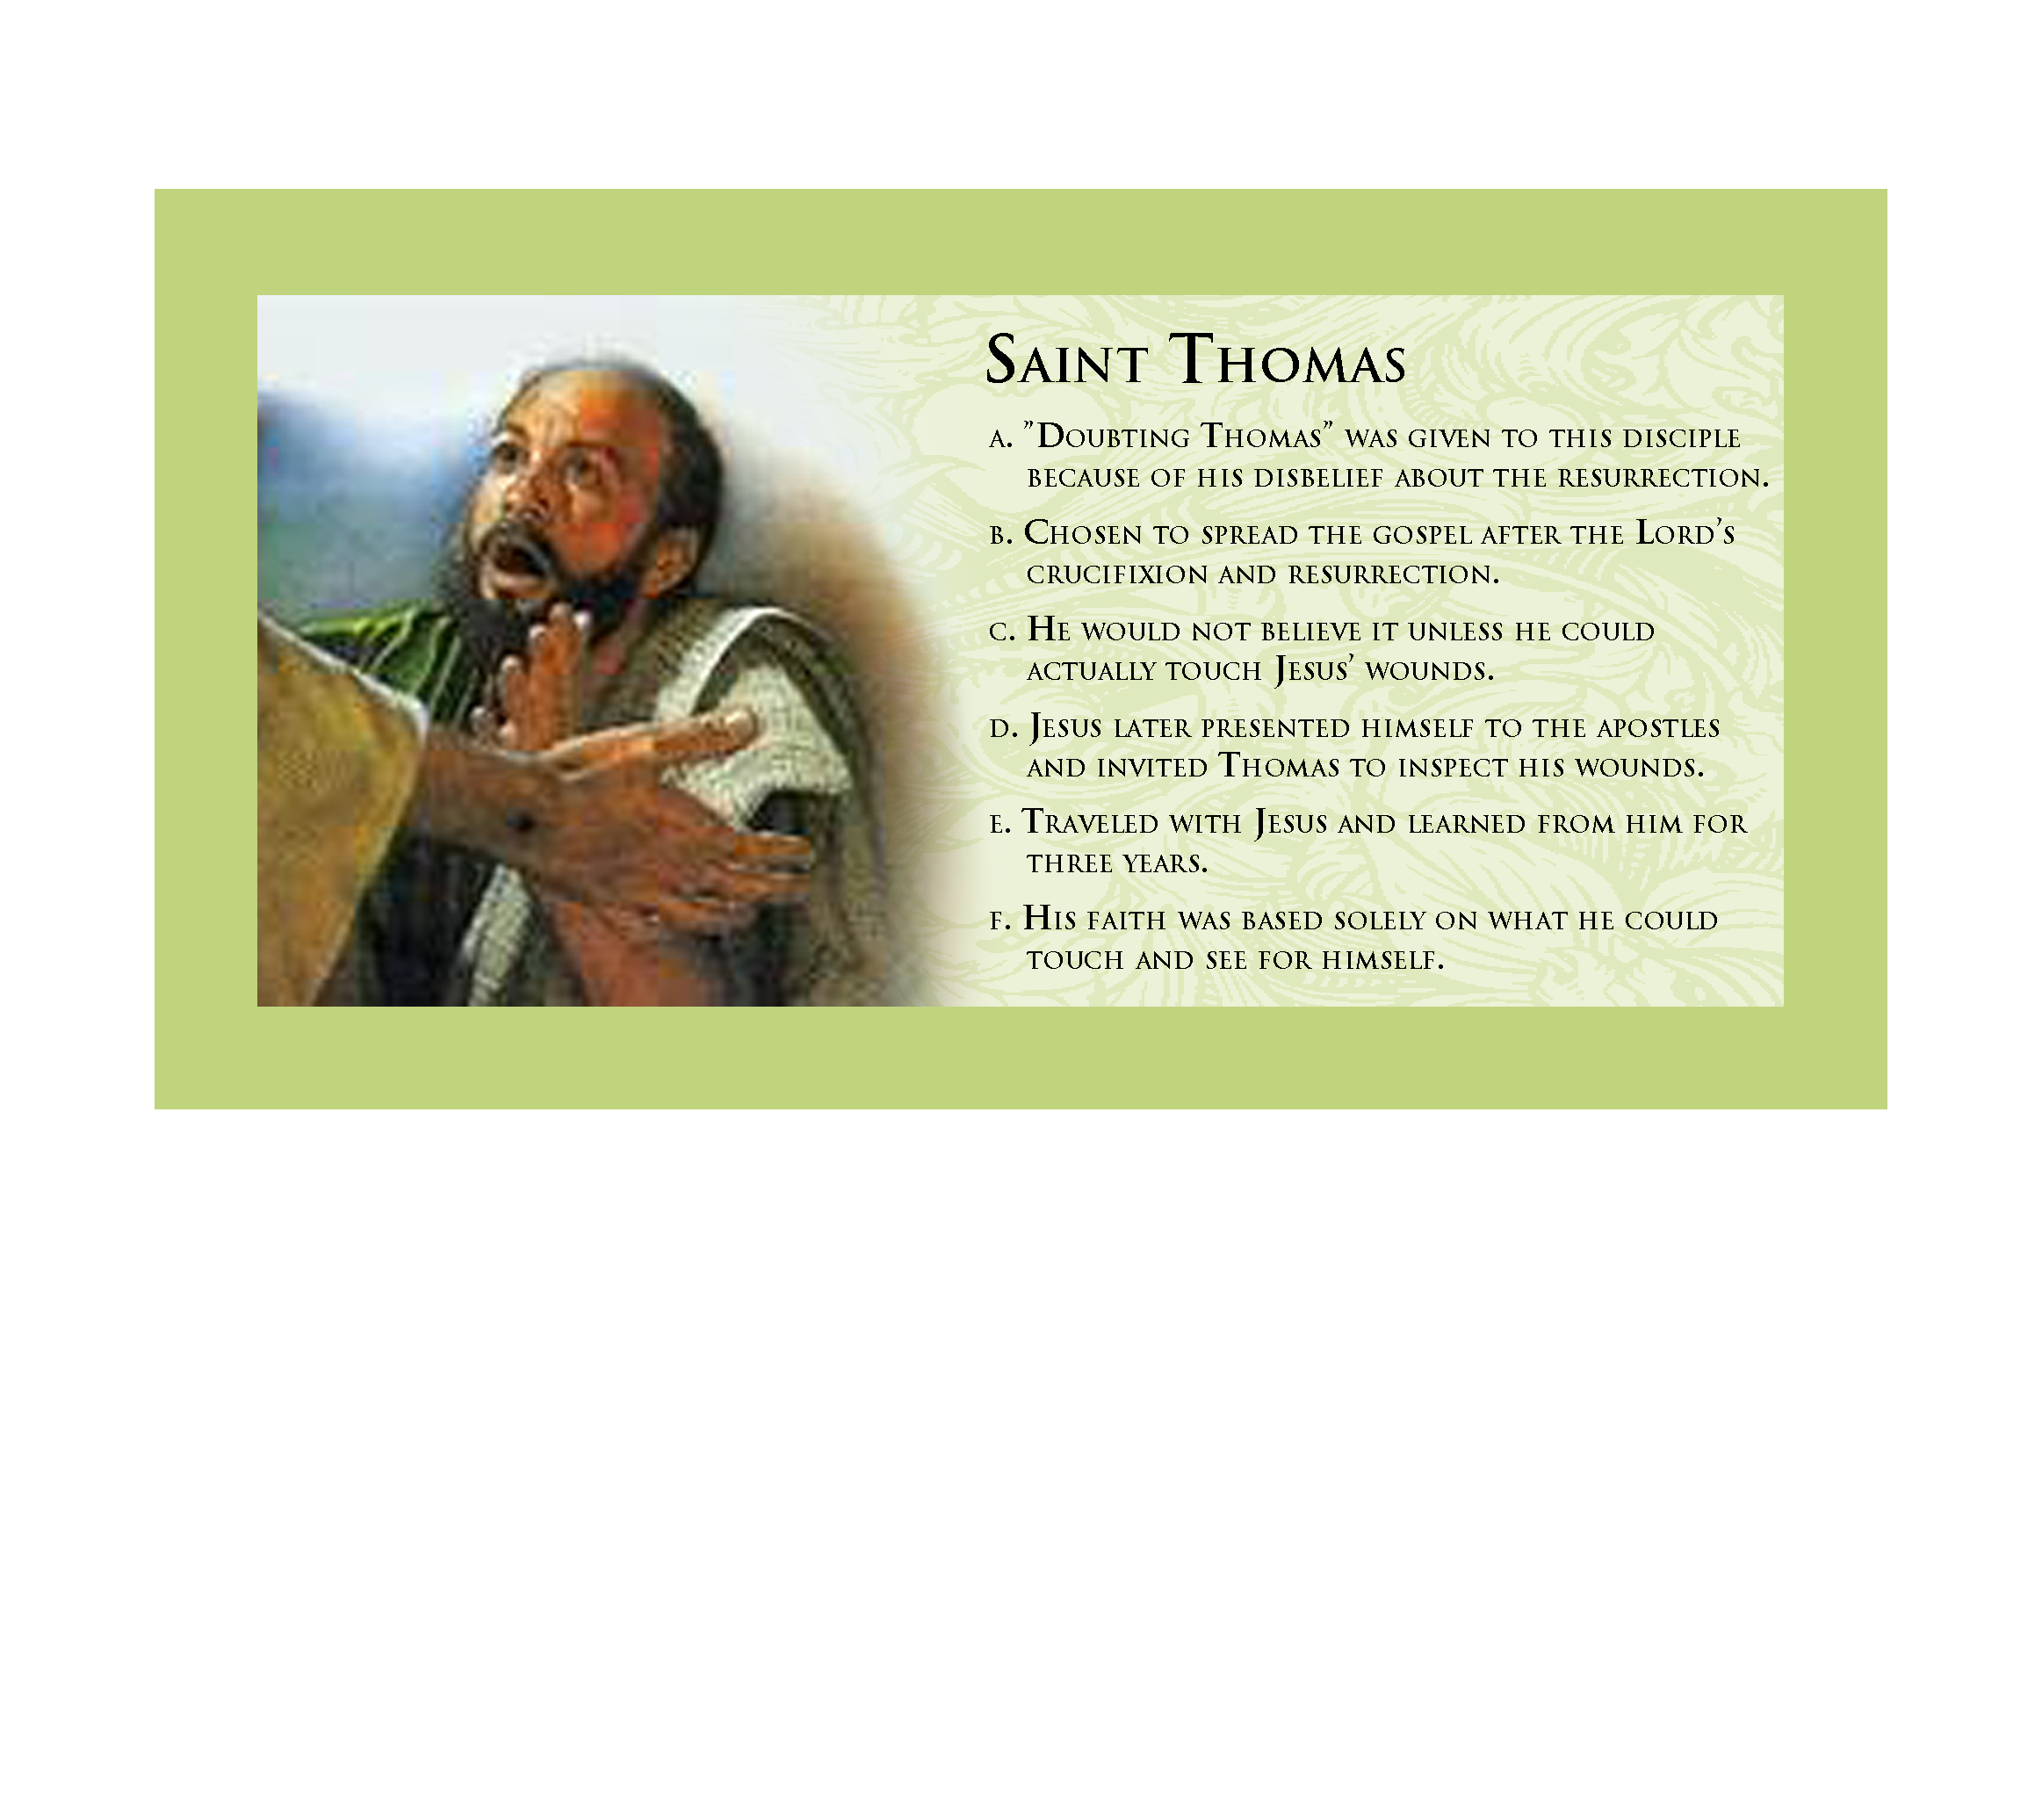 Saint Thomas
a. ”Doubting Thomas” was given to this disciple
because of his disbelief about the resurrection.
b. Chosen to spread the gospel after the Lord’s
crucifixion and resurrection.
c. He would not believe it unless he could
actually touch Jesus’ wounds.
d. Jesus later presented himself to the apostles
and invited Thomas to inspect his wounds.
e. Traveled with Jesus and learned from him for
three years.
f. His faith was based solely on what he could
touch and see for himself.